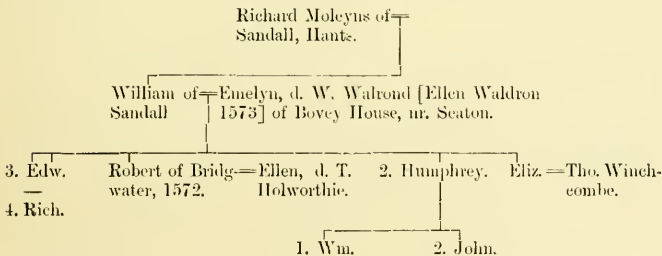 Richard Moleyns of=
Sandall, Hants.
William of=Emelyn, d. W. Walrond [Ellen Waldron
Sandall 1573] of Bovey House, nr. Seaton.
3. Edw. Robert of Bridg-=Ellen, d. T. 2. Humphrey. Eliz.=Tho. Winch-
— water, 1572. Holworthie. combe.
4. Rich.
1. Wm. 2. John.